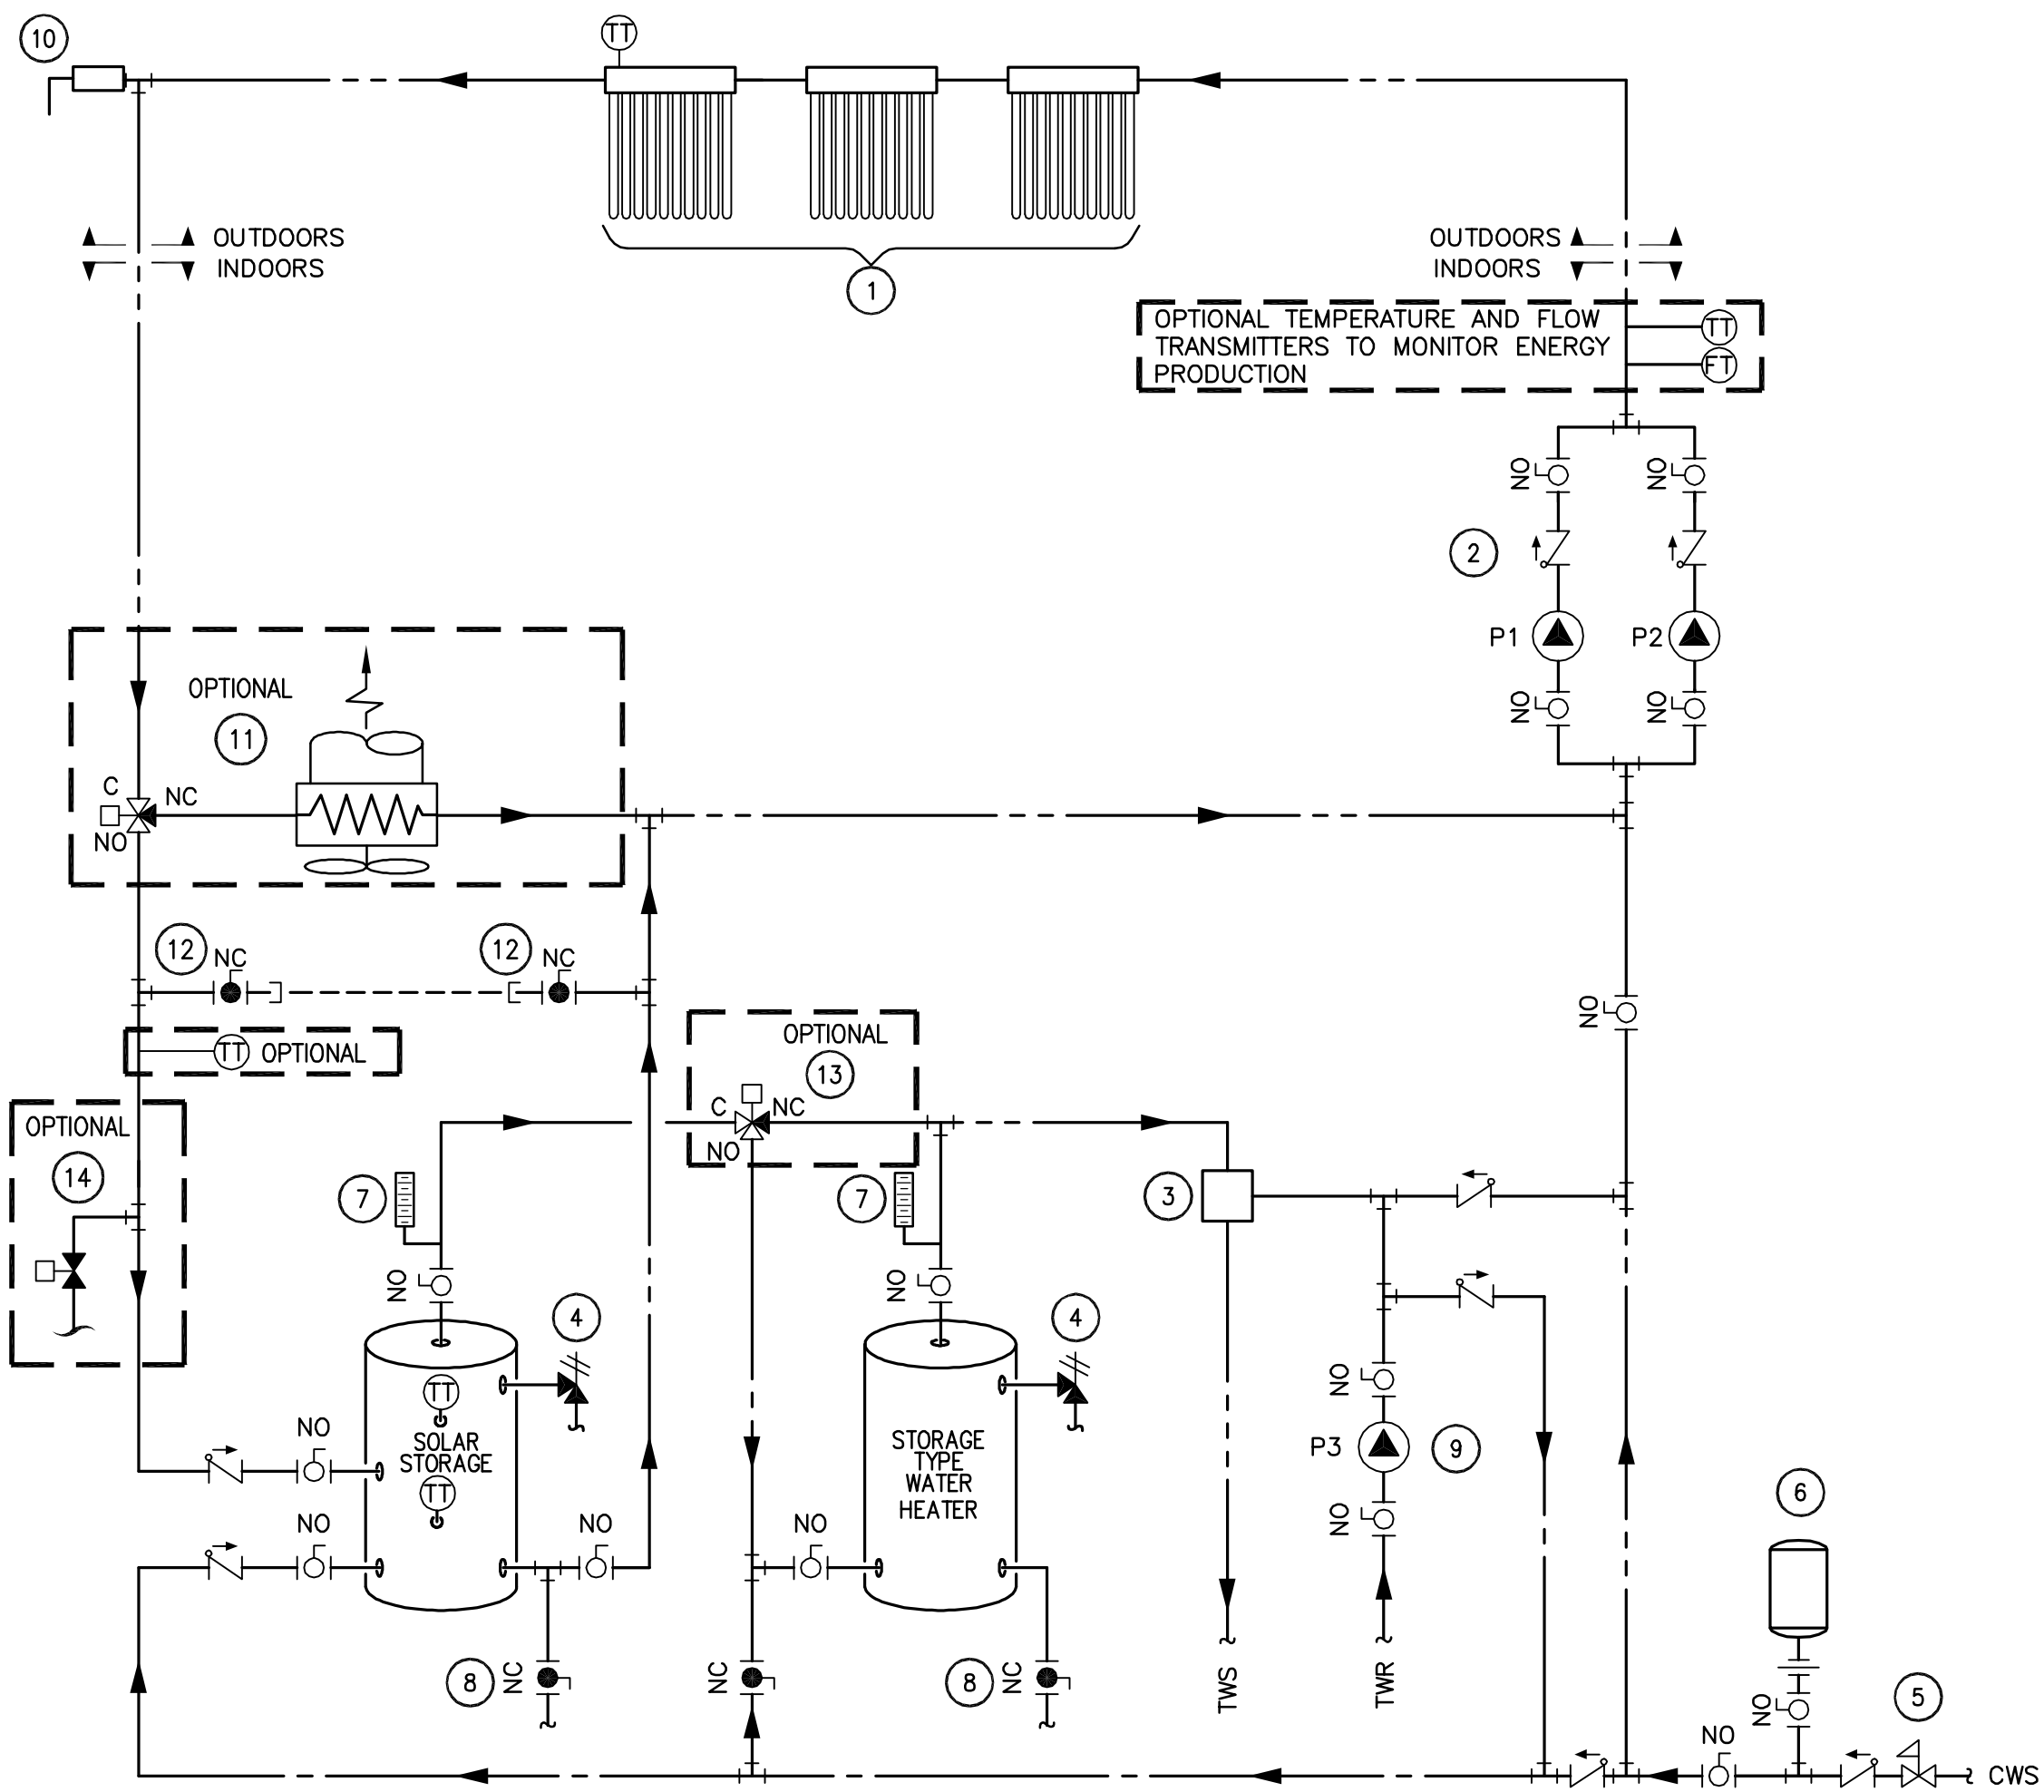 10
TT
OUTDOORS
INDOORS
OUTDOORS
INDOORS
1
OPTIONAL TEMPERATURE AND FLOW
TRANSMITTERS TO MONITOR ENERGY
PRODUCTION
TT
FT
NO
NO
2
P1
P2
NO
NO
OPTIONAL
11
C
NC
NO
12
NC
12
NC
NO
TT OPTIONAL
OPTIONAL
13
C
NC
NO
OPTIONAL
14
7
7
3
NO
NO
4
4
TT
SOLAR
STORAGE
TT
STORAGE
TYPE
WATER
HEATER
NO
P3
9
NO
NO
NO
NO
NO
6
8
NC
NC
8
NC
TWS
TWR
NO
5
NO
CWS